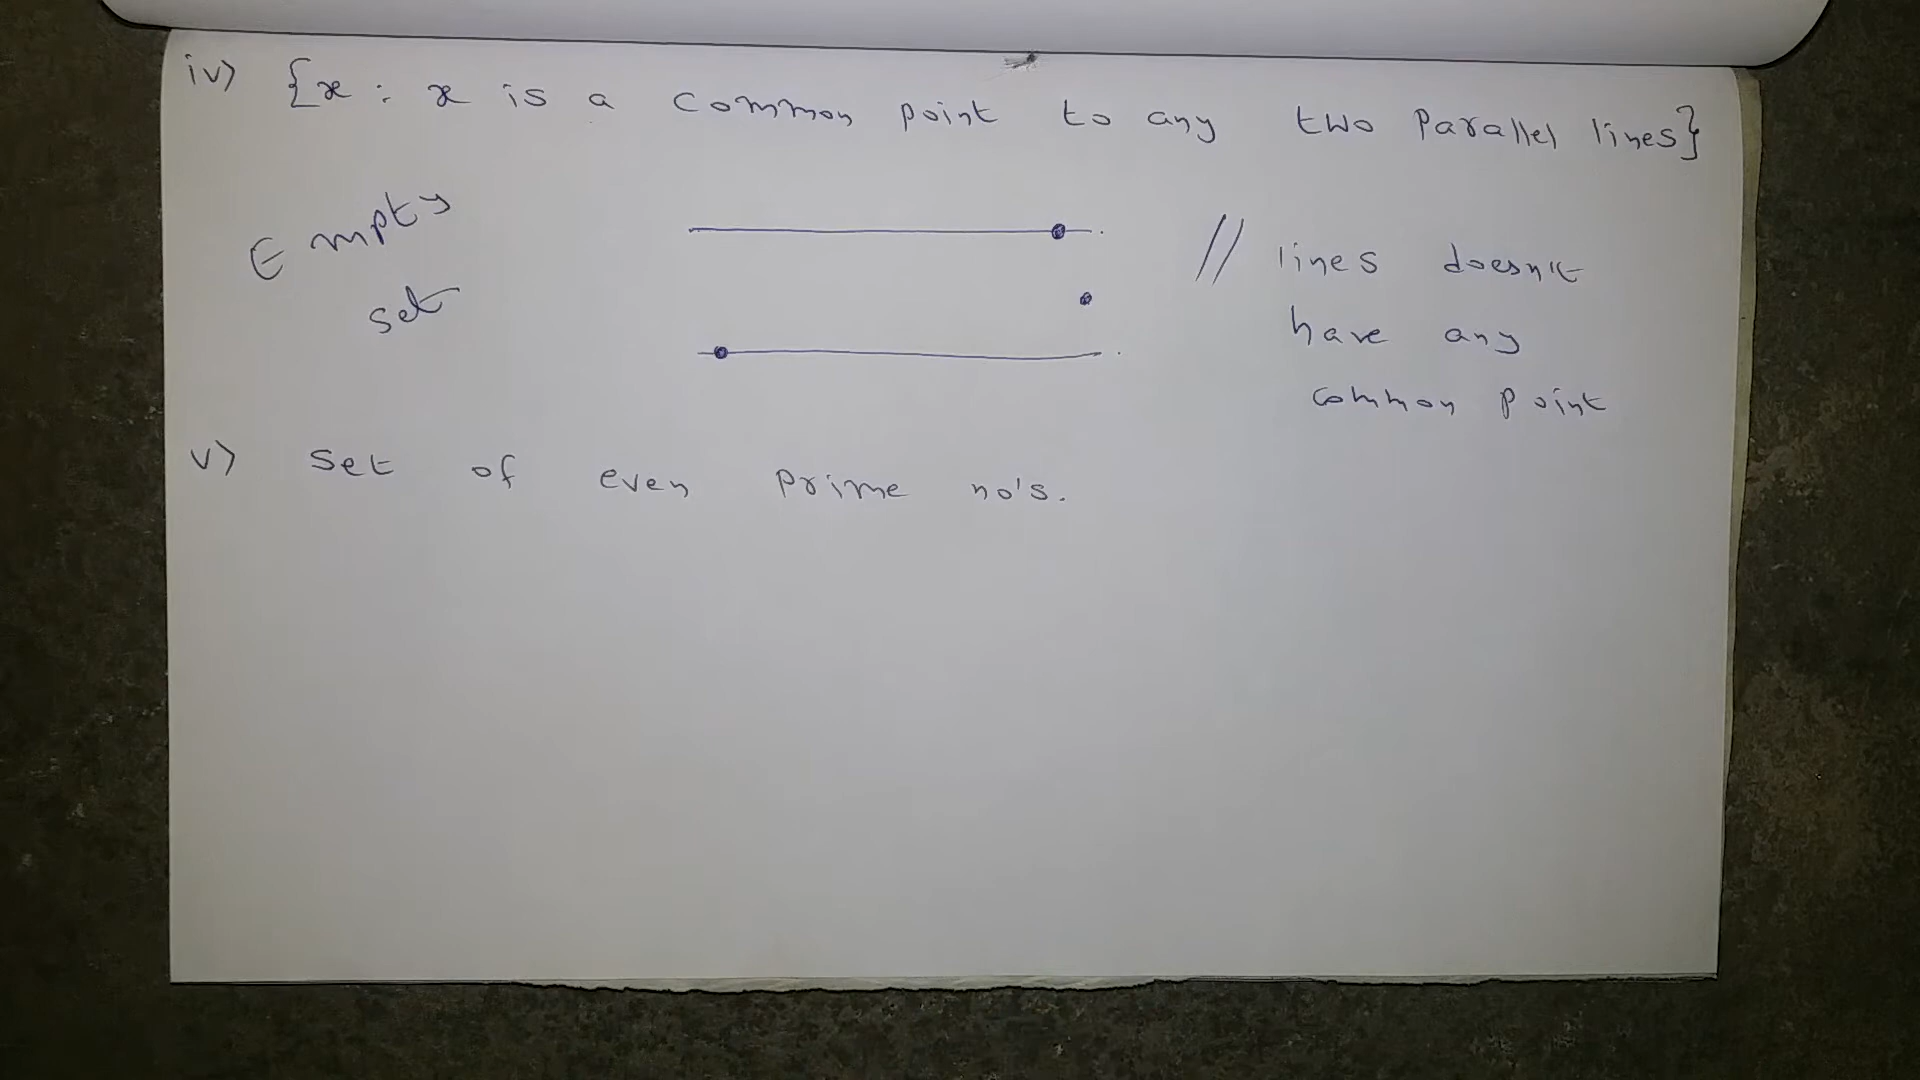 iv) {x : x is a common point to any two parallel lines}
Empty
set
// lines doesn't
have any
common point
v) set of even prime no's.